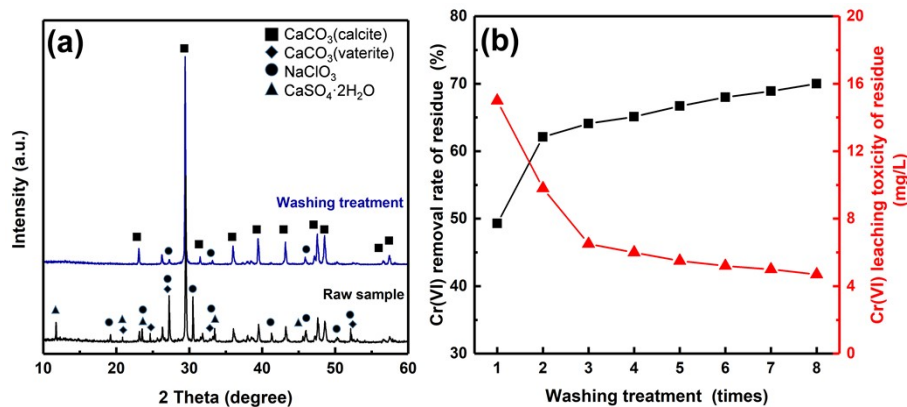 (a)
CaCO₃(calcite)
CaCO₃(vaterite)
NaClO₃
CaSO₄·2H₂O
Washing treatment
Raw sample
Intensity (a.u.)
10 20 30 40 50 60
2 Theta (degree)
(b)
Cr(VI) removal rate of residue (%)
80
70
60
50
40
30
1 2 3 4 5 6 7 8
Washing treatment (times)
20
16
12
8
4
0
Cr(VI) leaching toxicity of residue
(mg/L)